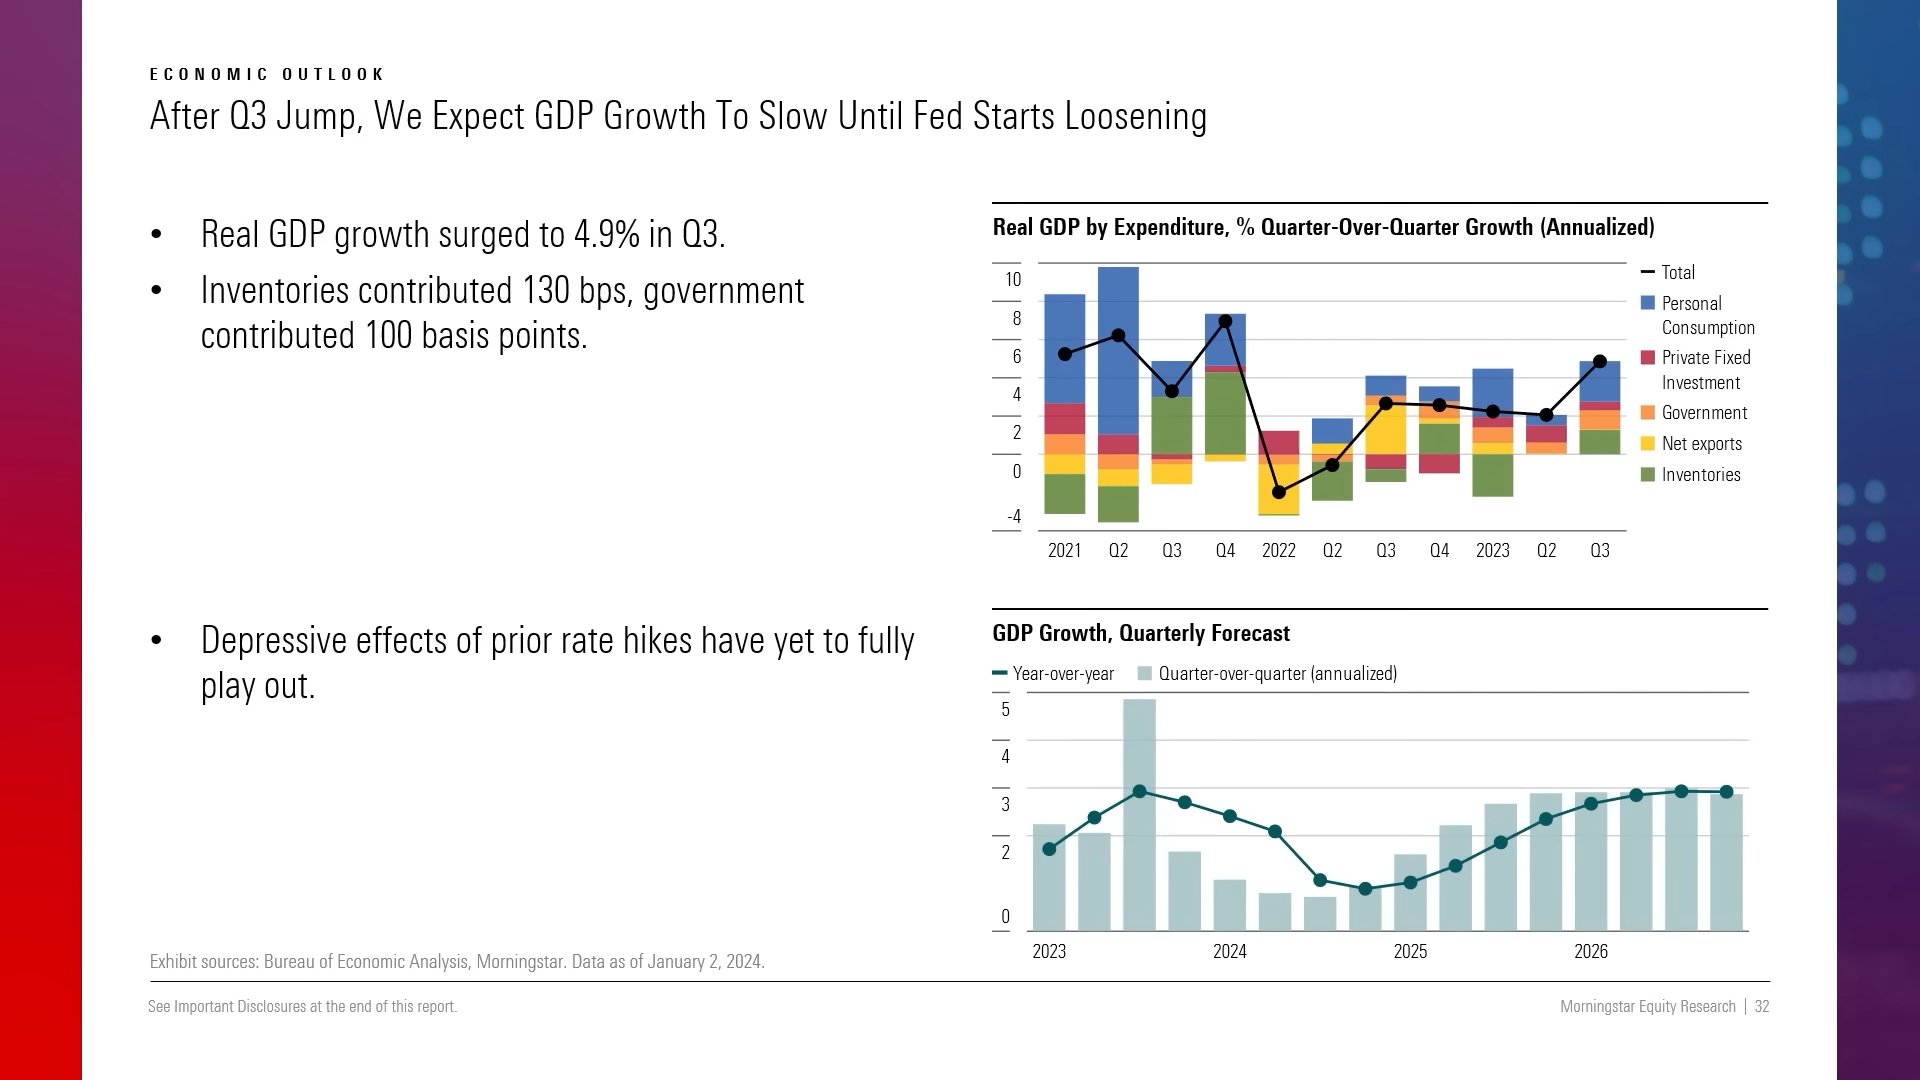 ECONOMIC OUTLOOK
After Q3 Jump, We Expect GDP Growth To Slow Until Fed Starts Loosening
• Real GDP growth surged to 4.9% in Q3.
• Inventories contributed 130 bps, government
contributed 100 basis points.
• Depressive effects of prior rate hikes have yet to fully
play out.
Real GDP by Expenditure, % Quarter-Over-Quarter Growth (Annualized)
10
8
6
4
2
0
-4
2021 Q2 Q3 Q4 2022 Q2 Q3 Q4 2023 Q2 Q3
Total
Personal
Consumption
Private Fixed
Investment
Government
Net exports
Inventories
GDP Growth, Quarterly Forecast
Year-over-year Quarter-over-quarter (annualized)
5
4
3
2
0
2023 2024 2025 2026
Exhibit sources: Bureau of Economic Analysis, Morningstar. Data as of January 2, 2024.
See Important Disclosures at the end of this report.
Morningstar Equity Research | 32